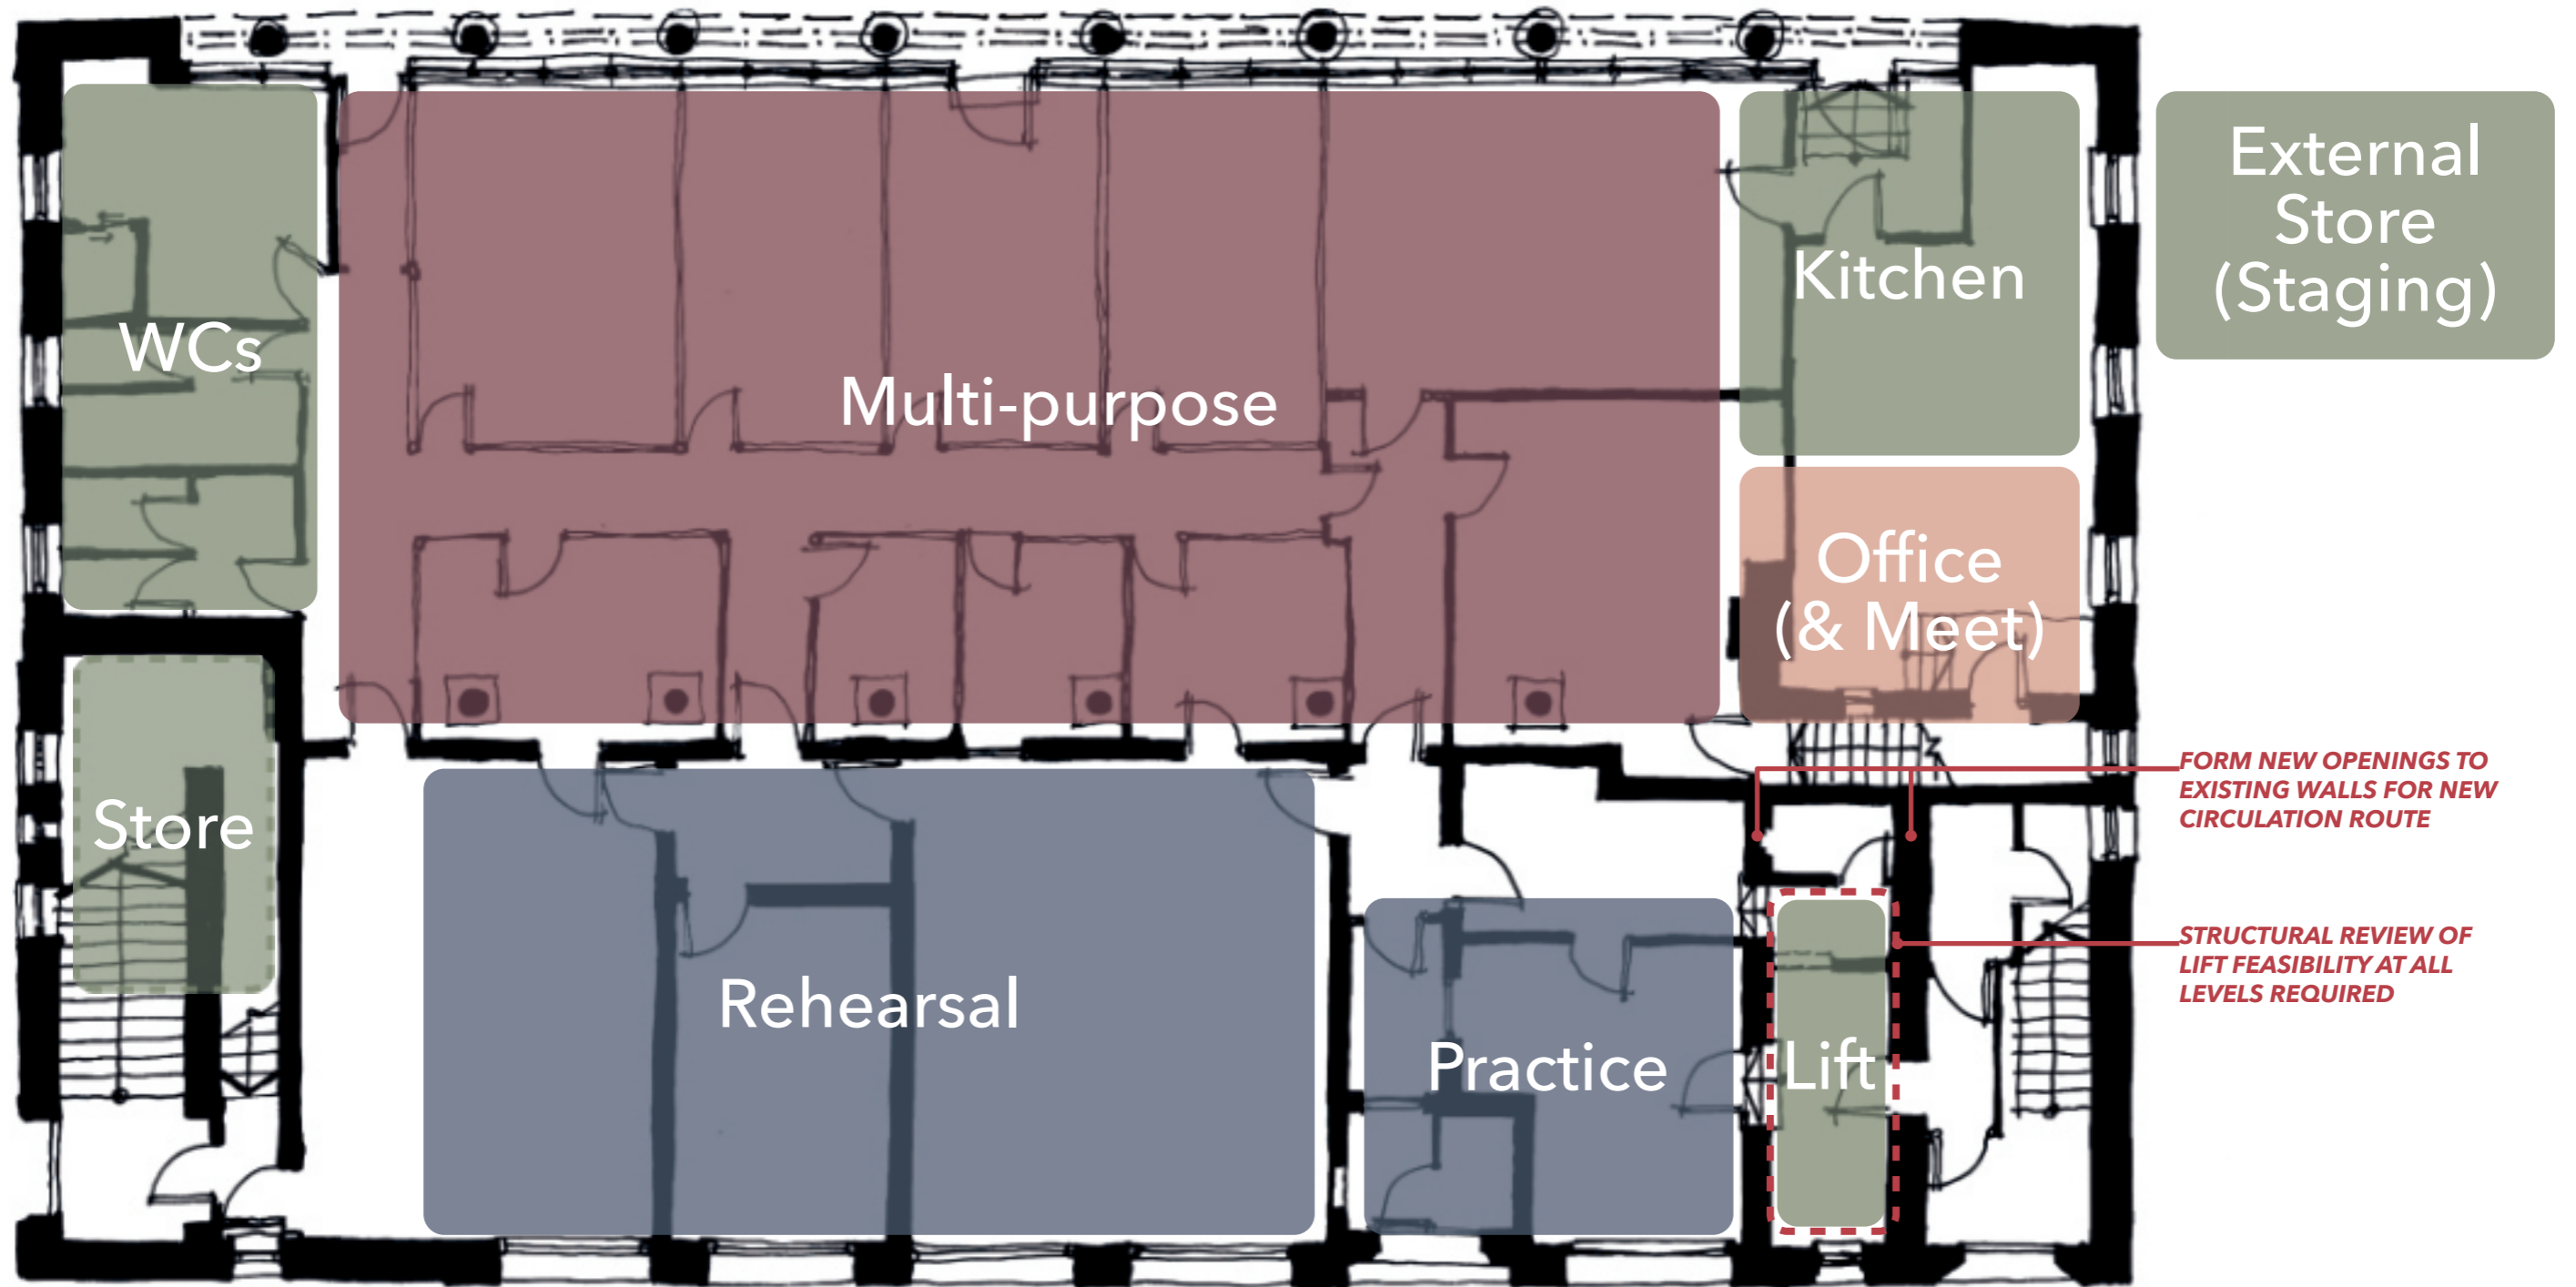 External
Store
(Staging)
Kitchen
WCs
Multi-purpose
Office
(& Meet)
FORM NEW OPENINGS TO
EXISTING WALLS FOR NEW
CIRCULATION ROUTE
Store
STRUCTURAL REVIEW OF
LIFT FEASIBILITY AT ALL
LEVELS REQUIRED
Rehearsal
Practice
Lift